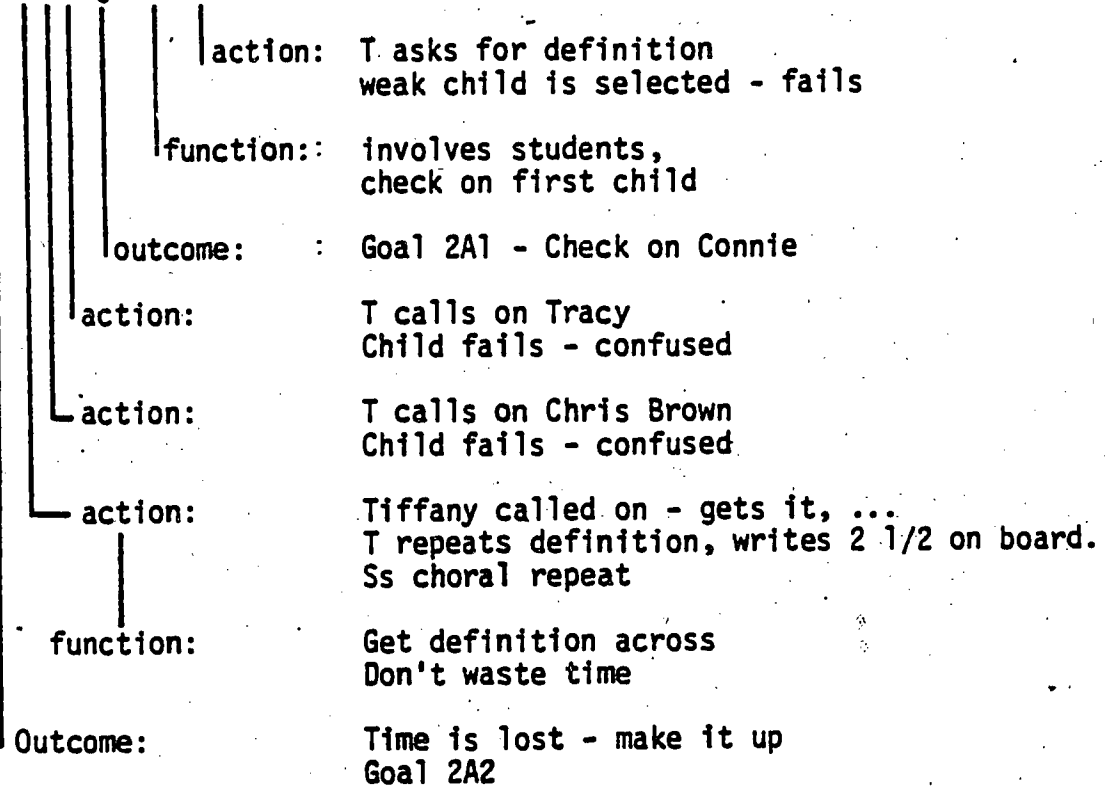 action: T asks for definition
weak child is selected - fails
function:: involves students,
check on first child
outcome: : Goal 2A1 - Check on Connie
action: T calls on Tracy
Child fails - confused
action: T calls on Chris Brown
Child fails - confused
action: Tiffany called on - gets it, ...
T repeats definition, writes 2 1/2 on board.
Ss choral repeat
function: Get definition across
Don't waste time
Outcome: Time is lost - make it up
Goal 2A2